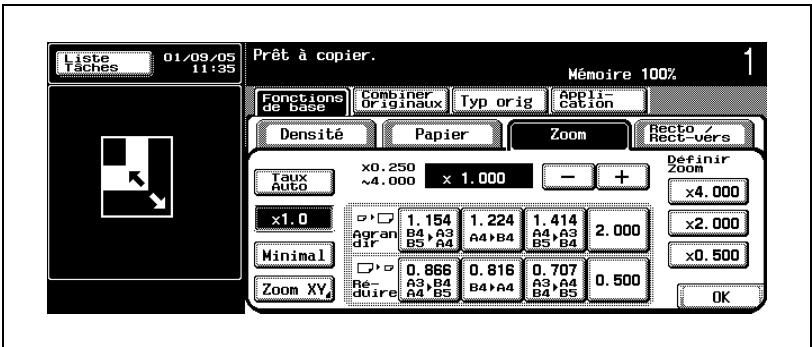 Liste
Tâches
01/09/05
11:35
Prêt à copier.
Mémoire 100%
1
Fonctions
de base
Combiner
Originaux
Typ orig
Appli-
cation
Densité
Papier
Zoom
Recto /
Rect-vers
Taux
Auto
x0.250
~4.000
x 1.000
−
+
Définir
Zoom
x4.000
x1.0
Agran
dir
1.154
B4▸A3
B5▸A4
1.224
A4▸B4
1.414
A4▸A3
B5▸B4
2.000
x2.000
Minimal
x0.500
Zoom XY
Ré-
duire
0.866
A3▸B4
A4▸B5
0.816
B4▸A4
0.707
A3▸A4
B4▸B5
0.500
OK